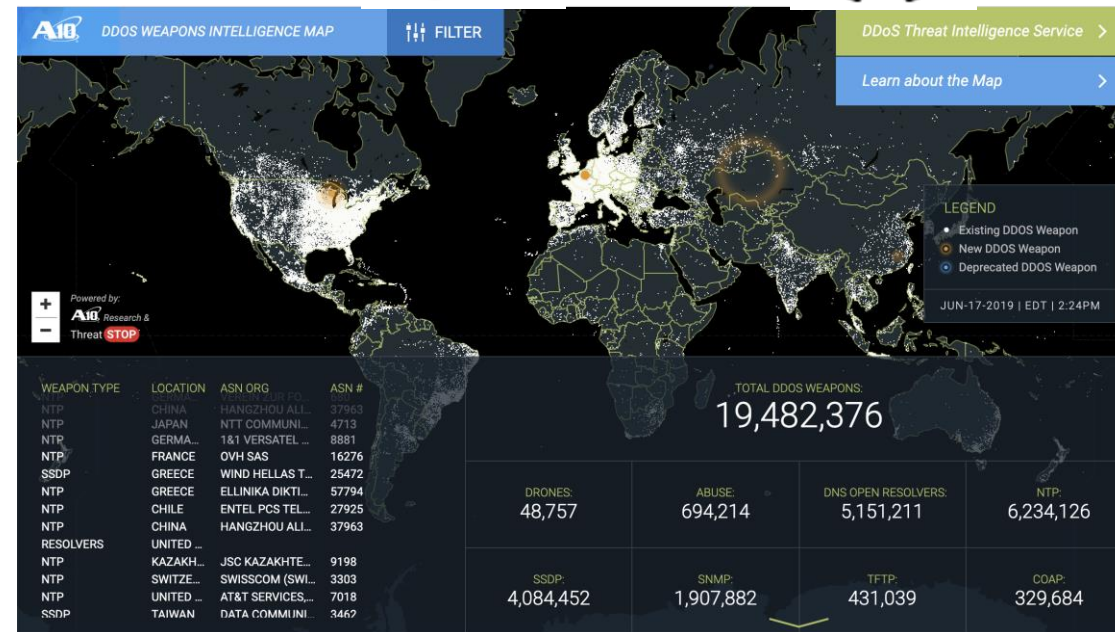 A10
DDOS WEAPONS INTELLIGENCE MAP
FILTER
DDoS Threat Intelligence Service
Learn about the Map
LEGEND
Existing DDOS Weapon
New DDOS Weapon
Deprecated DDOS Weapon
JUN-17-2019 | EDT | 2:24PM
+
−
Powered by:
A10 Research &
Threat STOP
WEAPON TYPE LOCATION ASN ORG ASN #
NTP GERMA... VEREIN ZUR FO... 680
NTP CHINA HANGZHOU ALI... 37963
NTP JAPAN NTT COMMUNI... 4713
NTP GERMA... 1&1 VERSATEL ... 8881
NTP FRANCE OVH SAS 16276
SSDP GREECE WIND HELLAS T... 25472
NTP GREECE ELLINIKA DIKTI... 57794
NTP CHILE ENTEL PCS TEL... 27925
NTP CHINA HANGZHOU ALI... 37963
RESOLVERS UNITED ...
NTP KAZAKH... JSC KAZAKHTE... 9198
NTP SWITZE... SWISSCOM (SWI... 3303
NTP UNITED ... AT&T SERVICES,... 7018
SSDP TAIWAN DATA COMMUNI... 3462
TOTAL DDOS WEAPONS:
19,482,376
DRONES:
48,757
ABUSE:
694,214
DNS OPEN RESOLVERS:
5,151,211
NTP:
6,234,126
SSDP:
4,084,452
SNMP:
1,907,882
TFTP:
431,039
COAP:
329,684